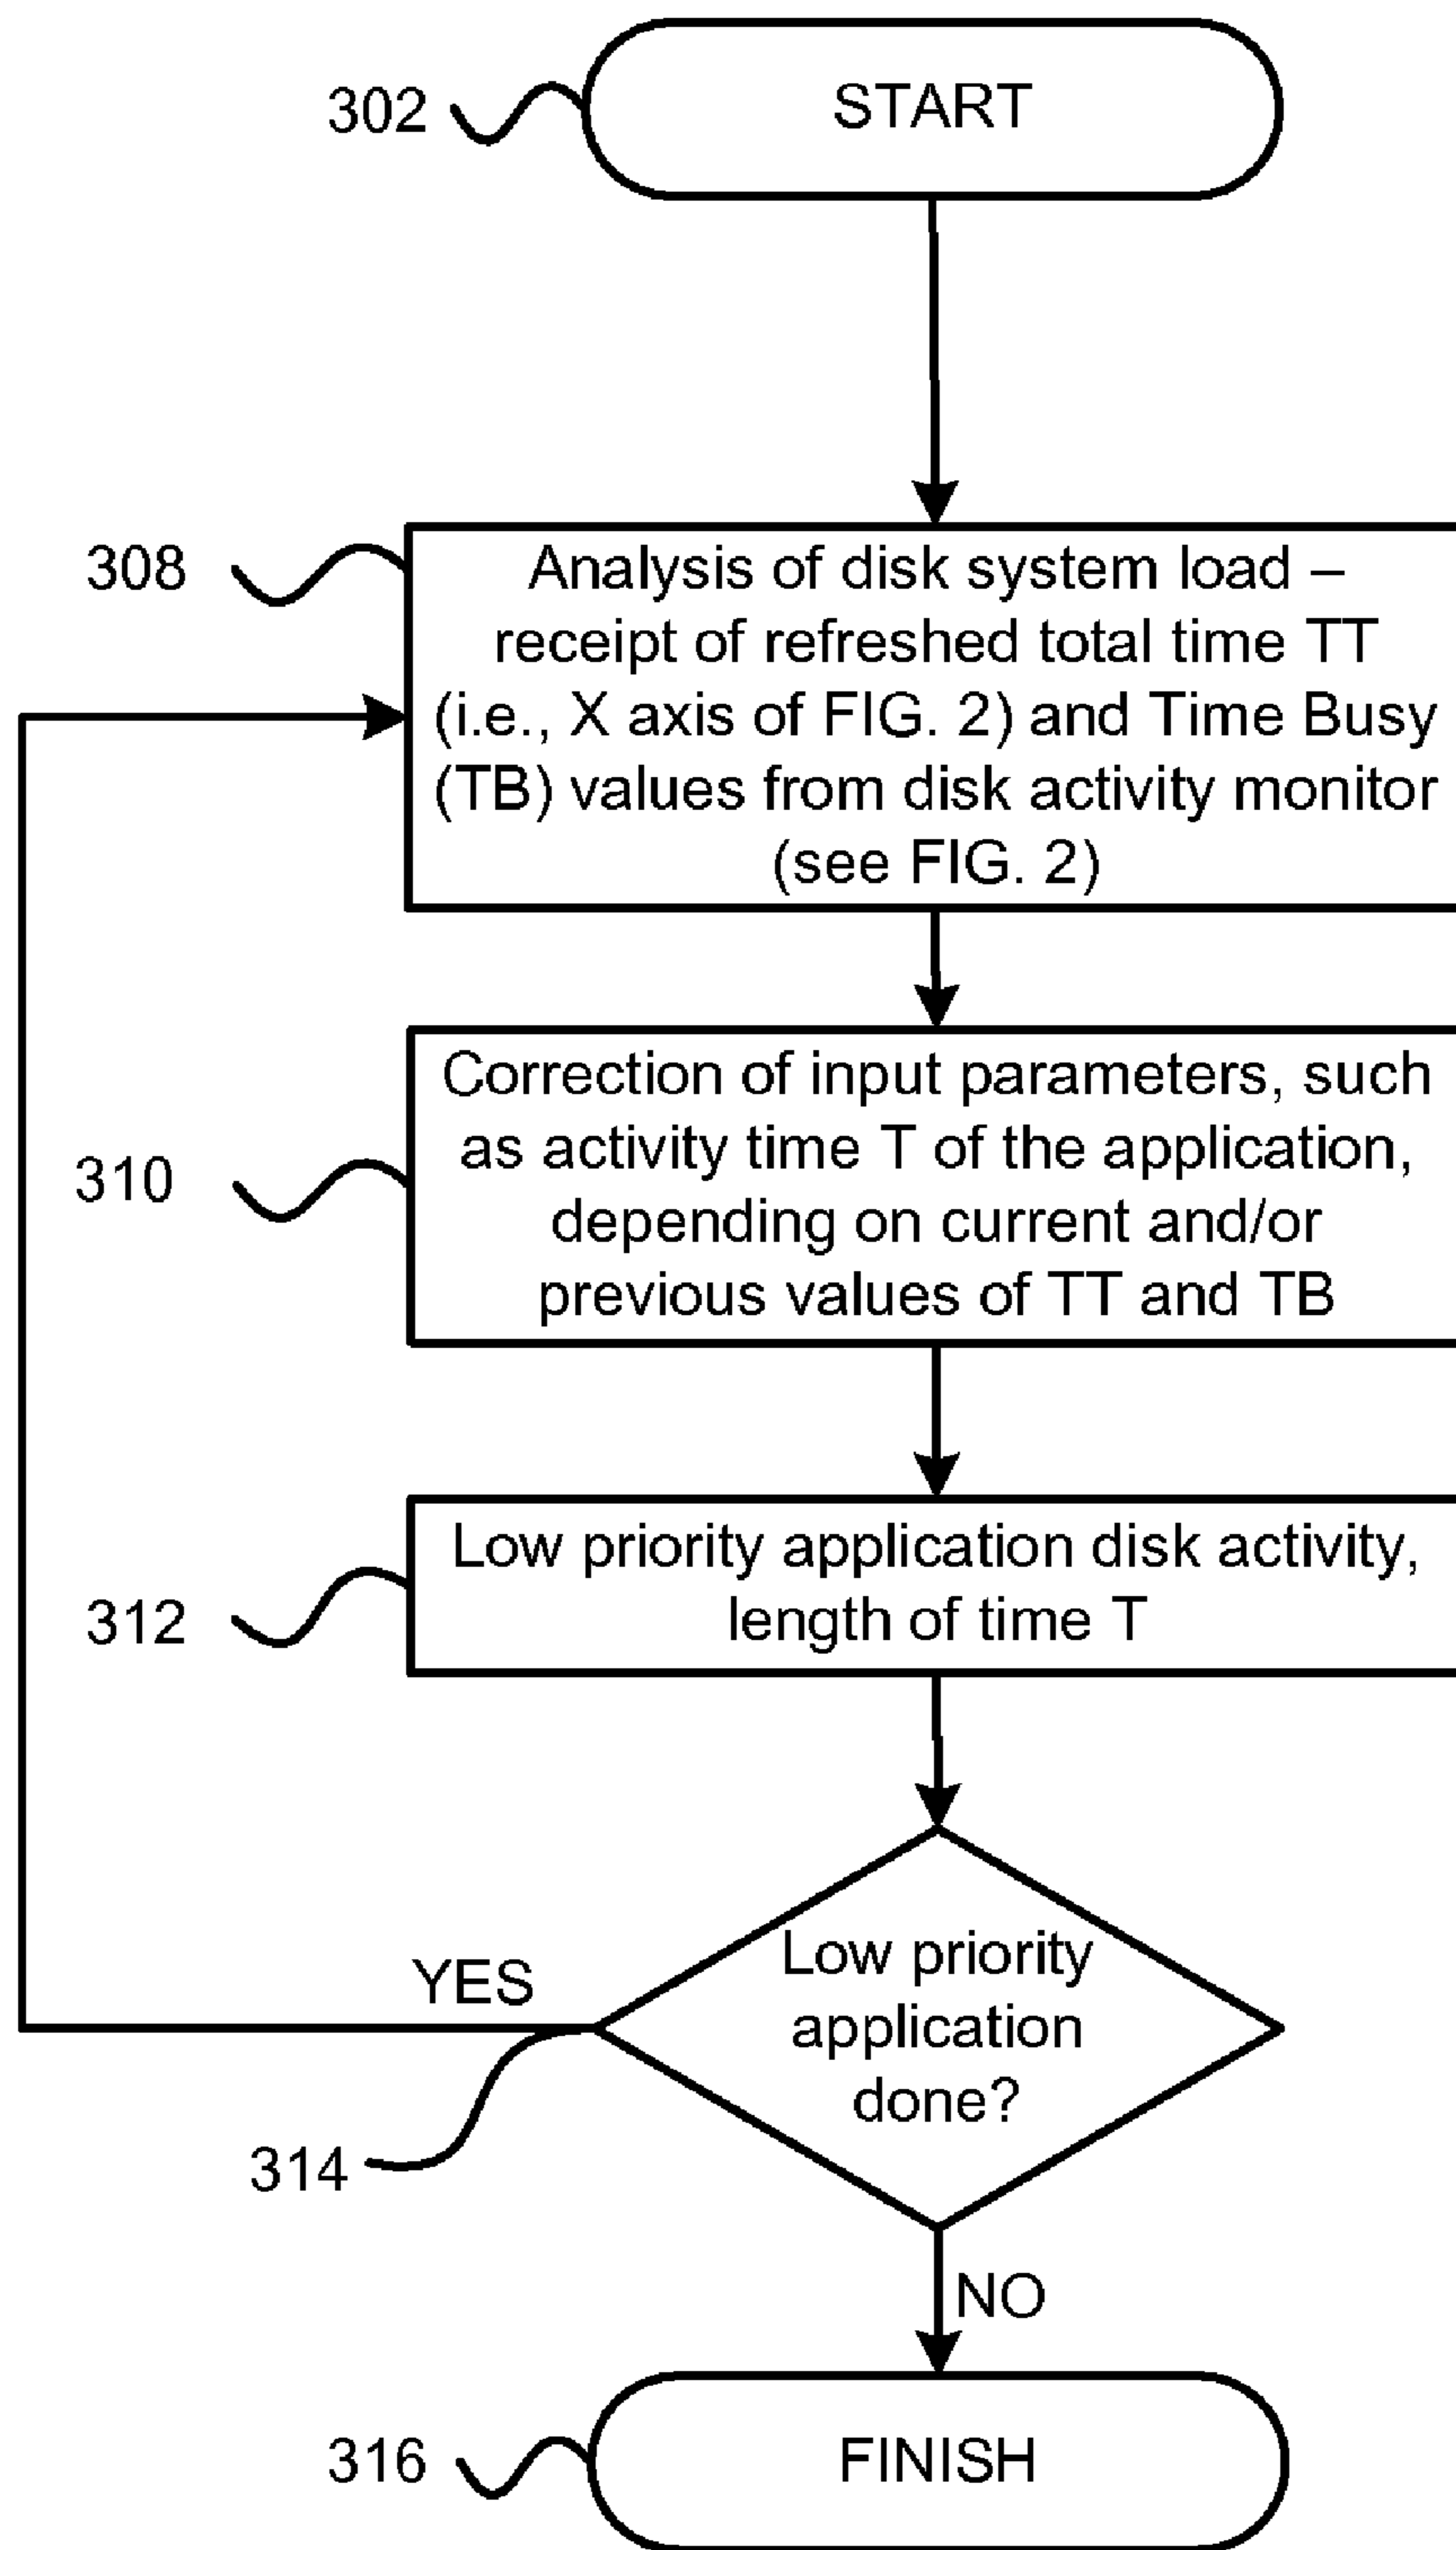 302
START
308
Analysis of disk system load –
receipt of refreshed total time TT
(i.e., X axis of FIG. 2) and Time Busy
(TB) values from disk activity monitor
(see FIG. 2)
310
Correction of input parameters, such
as activity time T of the application,
depending on current and/or
previous values of TT and TB
312
Low priority application disk activity,
length of time T
Low priority
application
done?
YES
314
NO
316
FINISH